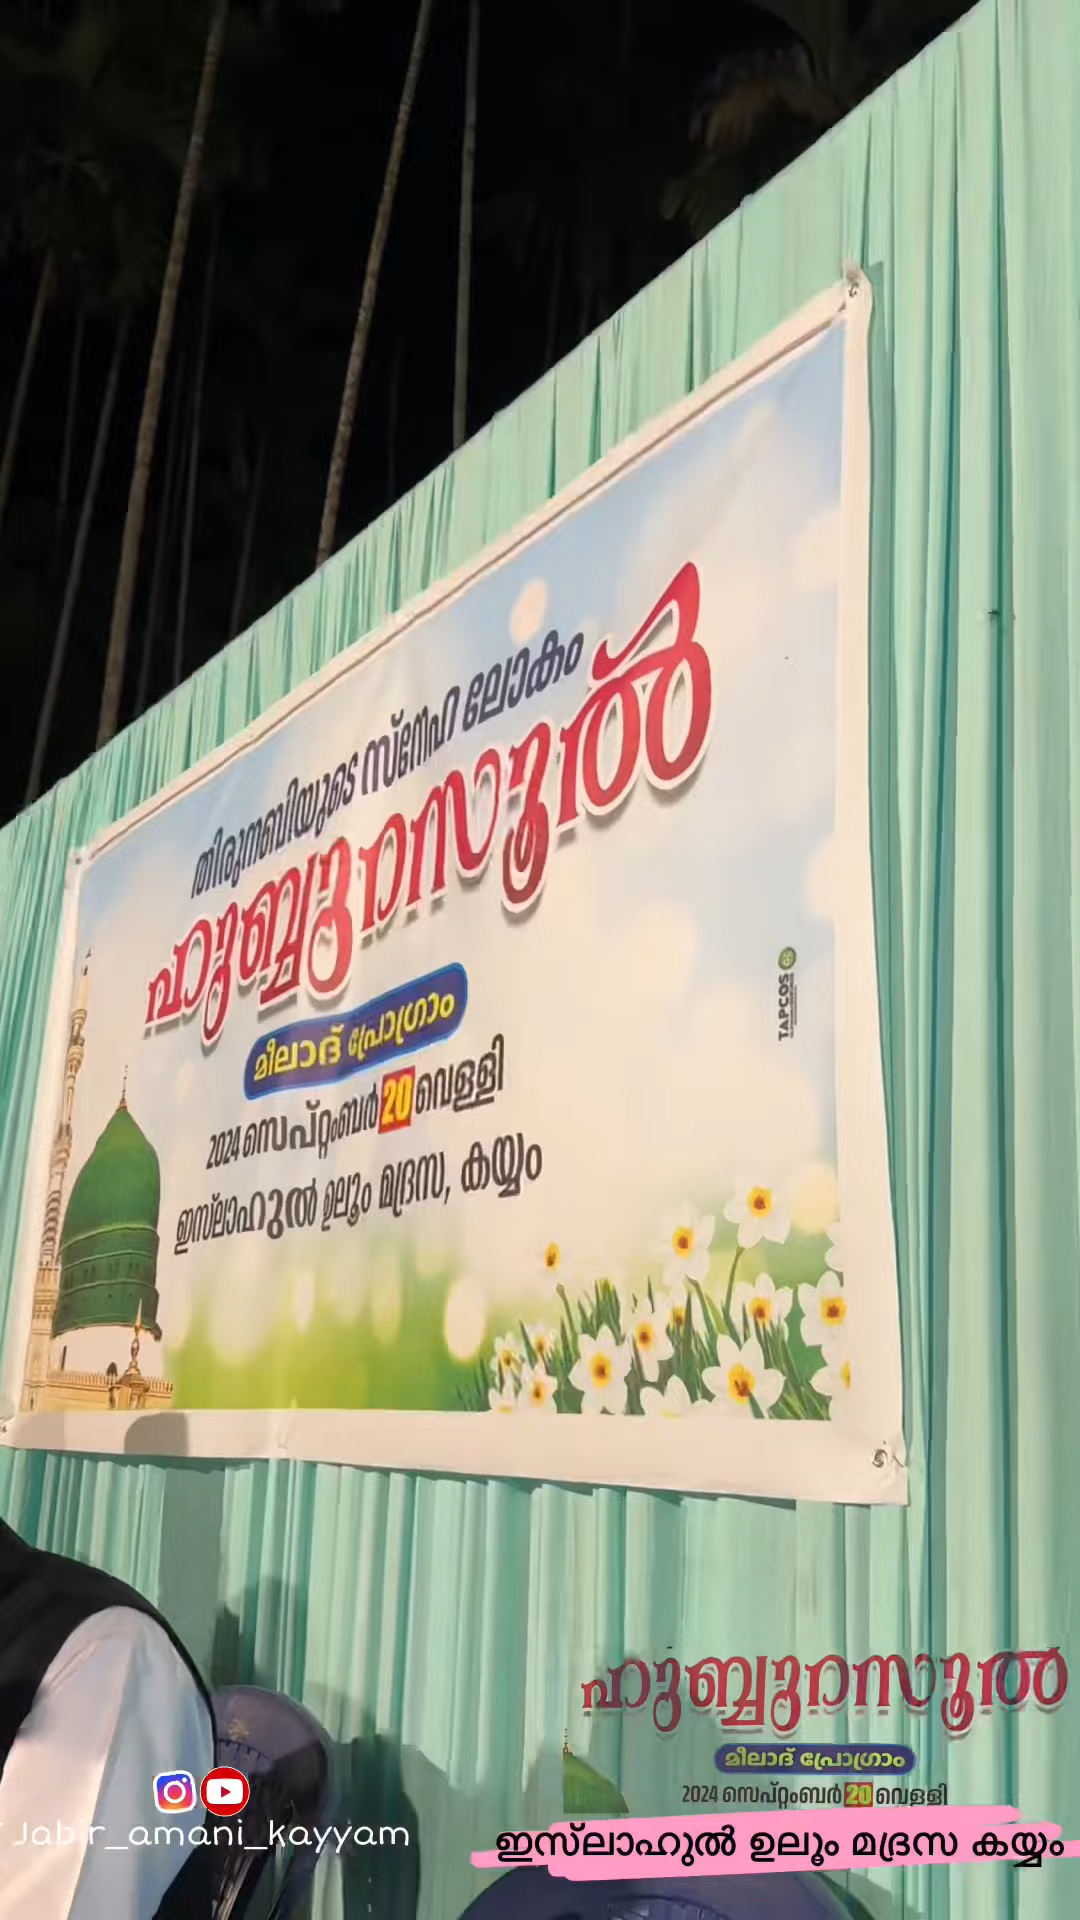 തിരുനബിയുടെ സ്നേഹ ലോകം
ഹുബ്ബുറസൂൽ
മീലാദ് പ്രോഗ്രാം
2024 സെപ്റ്റംബർ 20 വെള്ളി
ഇസ്‌ലാഹുൽ ഉലൂം മദ്രസ, കയ്യം
TAPCOS
ഹുബ്ബുറസൂൽ
മീലാദ് പ്രോഗ്രാം
2024 സെപ്റ്റംബർ 20 വെള്ളി
ഇസ്‌ലാഹുൽ ഉലൂം മദ്രസ കയ്യം
Jabir_amani_kayyam